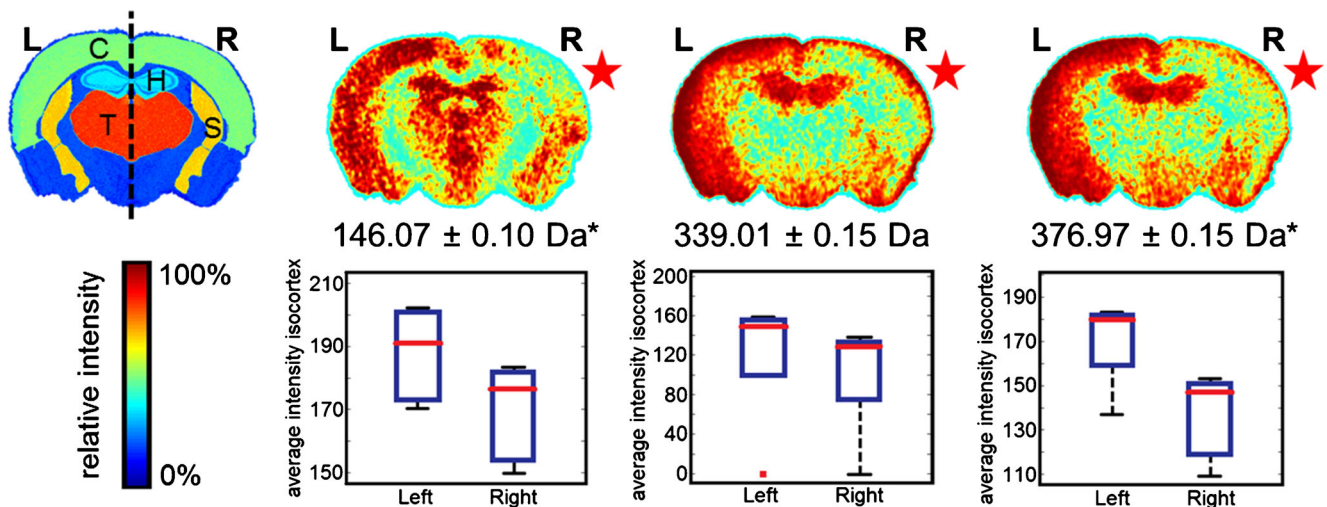 L C R
H
T S
L R
L R
L R
146.07 ± 0.10 Da*
339.01 ± 0.15 Da
376.97 ± 0.15 Da*
relative intensity
100%
0%
average intensity isocortex
210
190
170
150
Left Right
average intensity isocortex
200
160
120
80
40
0
Left Right
average intensity isocortex
190
170
150
130
110
Left Right